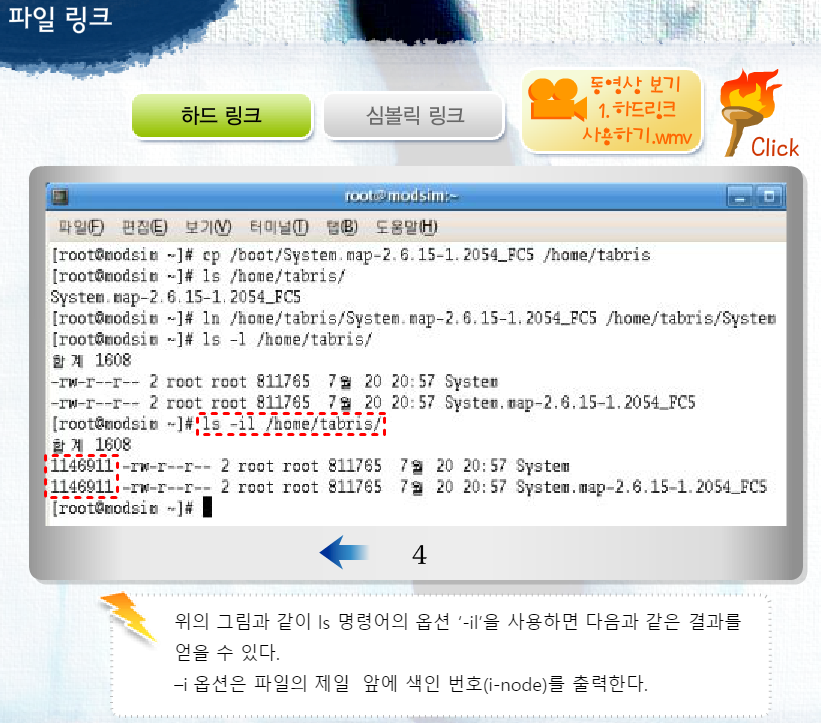 파일 링크
하드 링크
심볼릭 링크
동영상 보기
1.하드링크
사용하기.wmv
Click
root@modsim:~
파일(F) 편집(E) 보기(V) 터미널(T) 탭(B) 도움말(H)
[root@modsim ~]# cp /boot/System.map-2.6.15-1.2054_FC5 /home/tabris
[root@modsim ~]# ls /home/tabris/
System.map-2.6.15-1.2054_FC5
[root@modsim ~]# ln /home/tabris/System.map-2.6.15-1.2054_FC5 /home/tabris/System
[root@modsim ~]# ls -l /home/tabris/
합계 1608
-rw-r--r-- 2 root root 811765 7월 20 20:57 System
-rw-r--r-- 2 root root 811765 7월 20 20:57 System.map-2.6.15-1.2054_FC5
[root@modsim ~]# ls -il /home/tabris/
합계 1608
1146911 -rw-r--r-- 2 root root 811765 7월 20 20:57 System
1146911 -rw-r--r-- 2 root root 811765 7월 20 20:57 System.map-2.6.15-1.2054_FC5
[root@modsim ~]#
4
위의 그림과 같이 ls 명령어의 옵션 ‘-il’을 사용하면 다음과 같은 결과를
얻을 수 있다.
–i 옵션은 파일의 제일 앞에 색인 번호(i-node)를 출력한다.